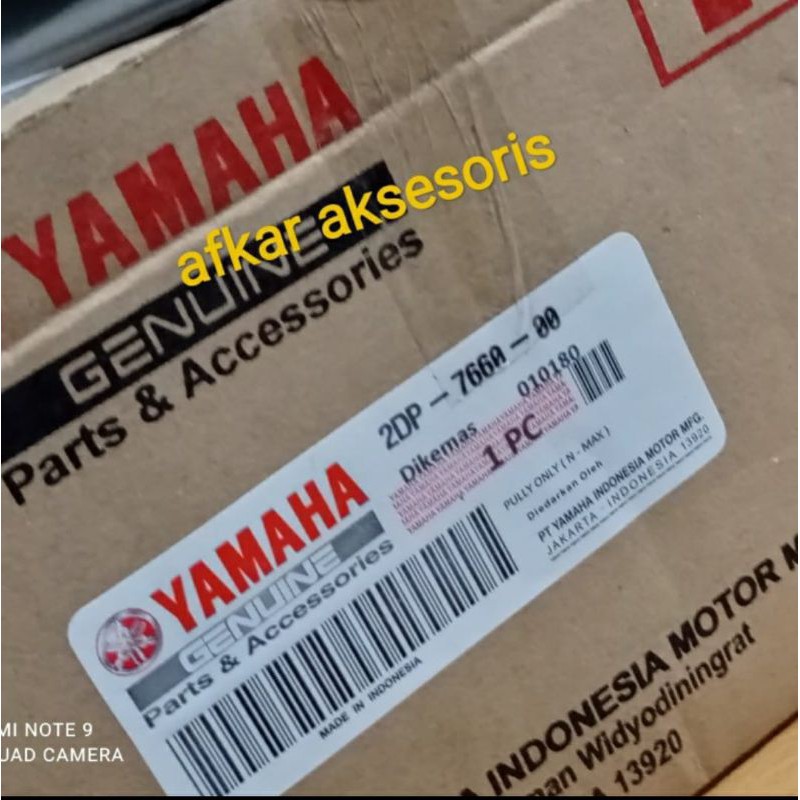 YAMAHA
GENUINE
Parts & Accessories
afkar aksesoris
2DP-7660-00
Dikemas
010180
1 PC
PULLY ONLY ( N - MAX )
Diedarkan Oleh
PT YAMAHA INDONESIA MOTOR MFG.
JAKARTA - INDONESIA 13920
YAMAHA
GENUINE
Parts & Accessories
MADE IN INDONESIA
INDONESIA MOTOR
Widyodiningrat
13920
MI NOTE 9
UAD CAMERA